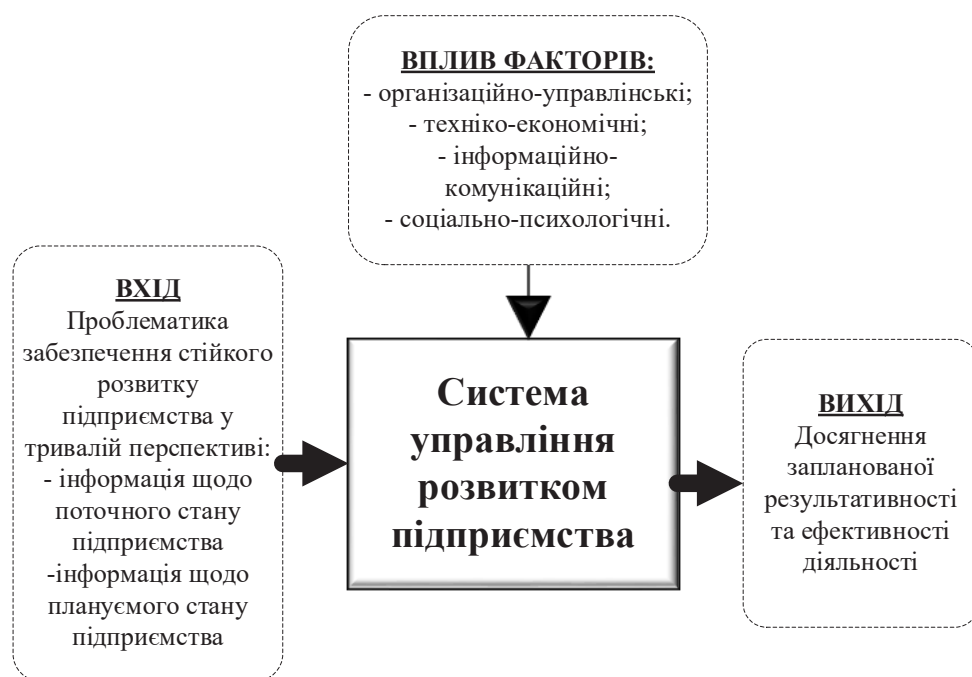 ВПЛИВ ФАКТОРІВ:
- організаційно-управлінські;
- техніко-економічні;
- інформаційно-
комунікаційні;
- соціально-психологічні.
ВХІД
Проблематика
забезпечення стійкого
розвитку
підприємства у
тривалій перспективі:
- інформація щодо
поточного стану
підприємства
-інформація щодо
плануємого стану
підприємства
Система
управління
розвитком
підприємства
ВИХІД
Досягнення
запланованої
результативності
та ефективності
діяльності